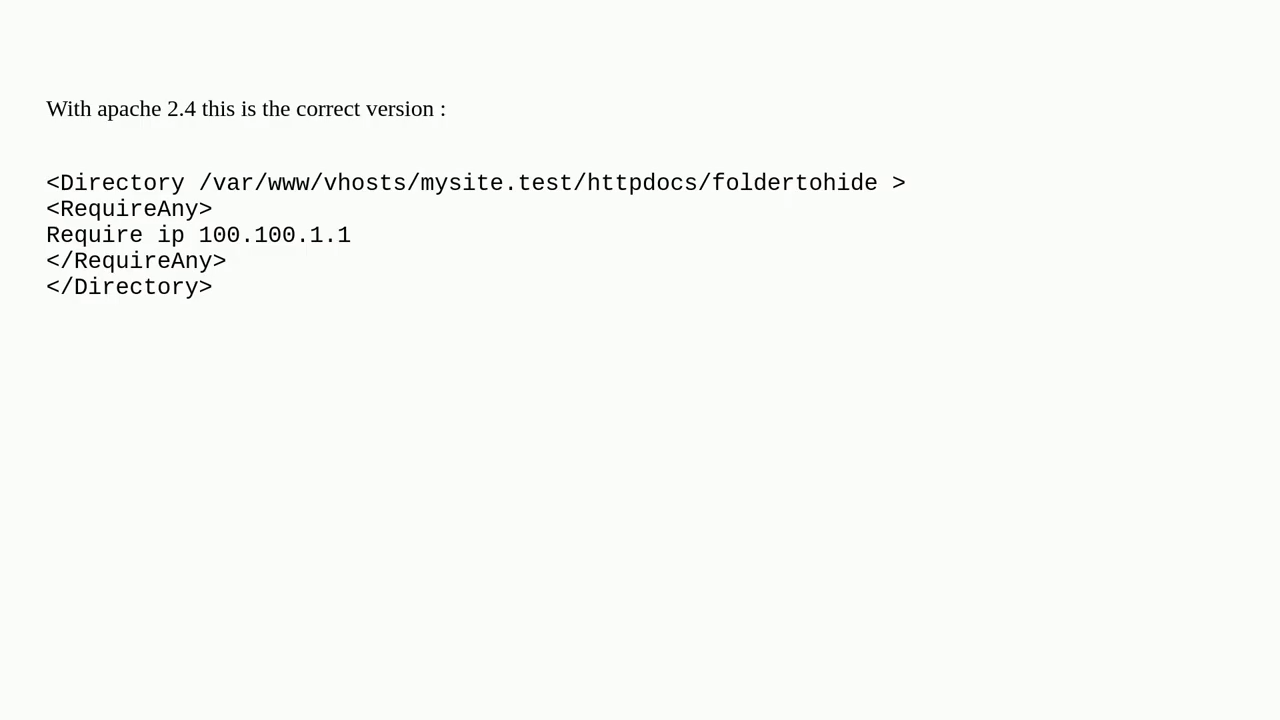 With apache 2.4 this is the correct version :
<Directory /var/www/vhosts/mysite.test/httpdocs/foldertohide >
<RequireAny>
Require ip 100.100.1.1
</RequireAny>
</Directory>